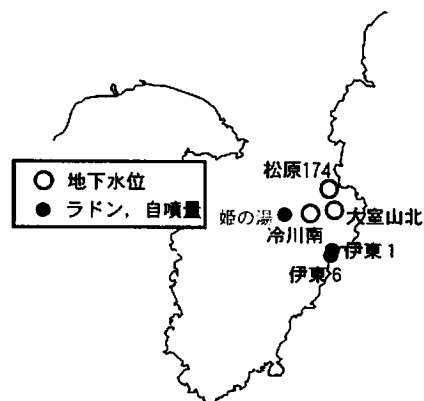 松原174
地下水位
ラドン，自噴量
姫の湯
大室山北
冷川南
伊東1
伊東6